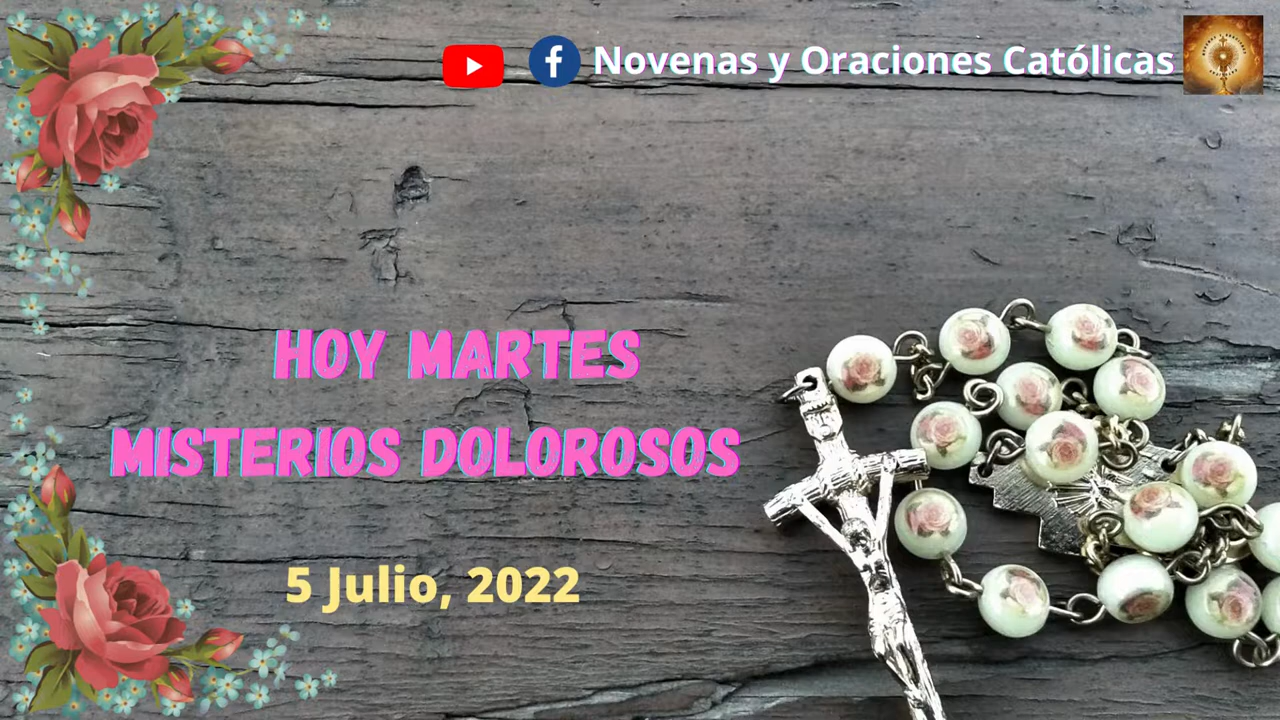 Novenas y Oraciones Católicas
HOY MARTES
MISTERIOS DOLOROSOS
5 Julio, 2022